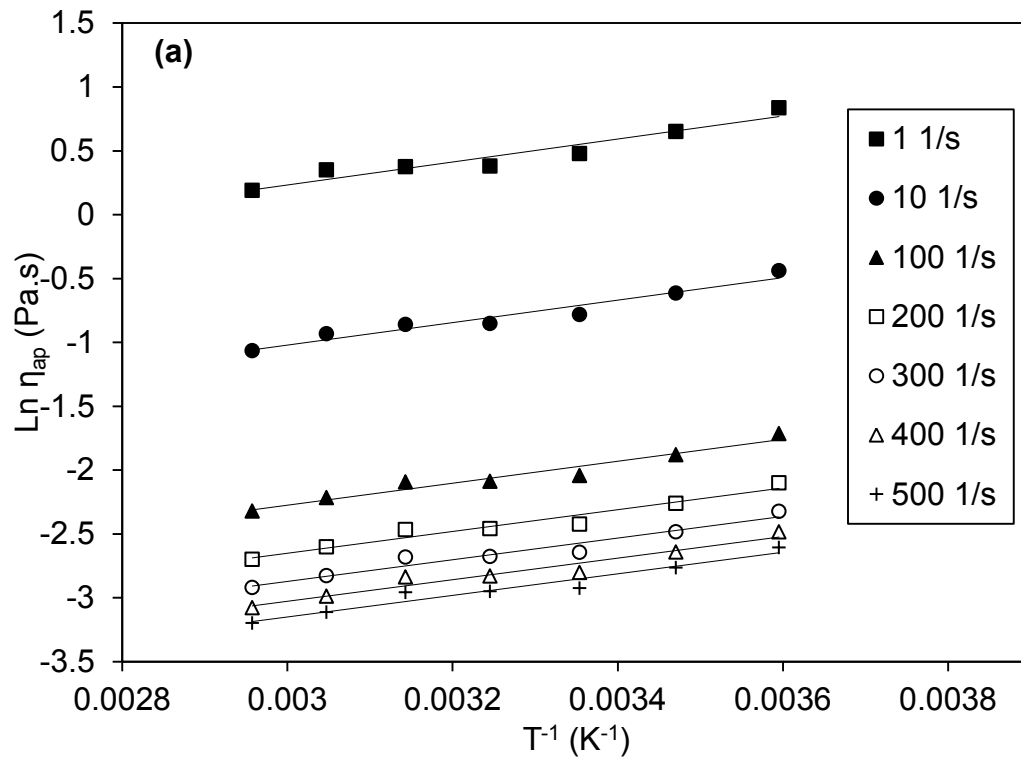 (a)
1.5
1
0.5
0
-0.5
-1
-1.5
-2
-2.5
-3
-3.5
Ln ηap (Pa.s)
0.0028
0.003
0.0032
0.0034
0.0036
0.0038
T-1 (K-1)
1 1/s
10 1/s
100 1/s
200 1/s
300 1/s
400 1/s
500 1/s